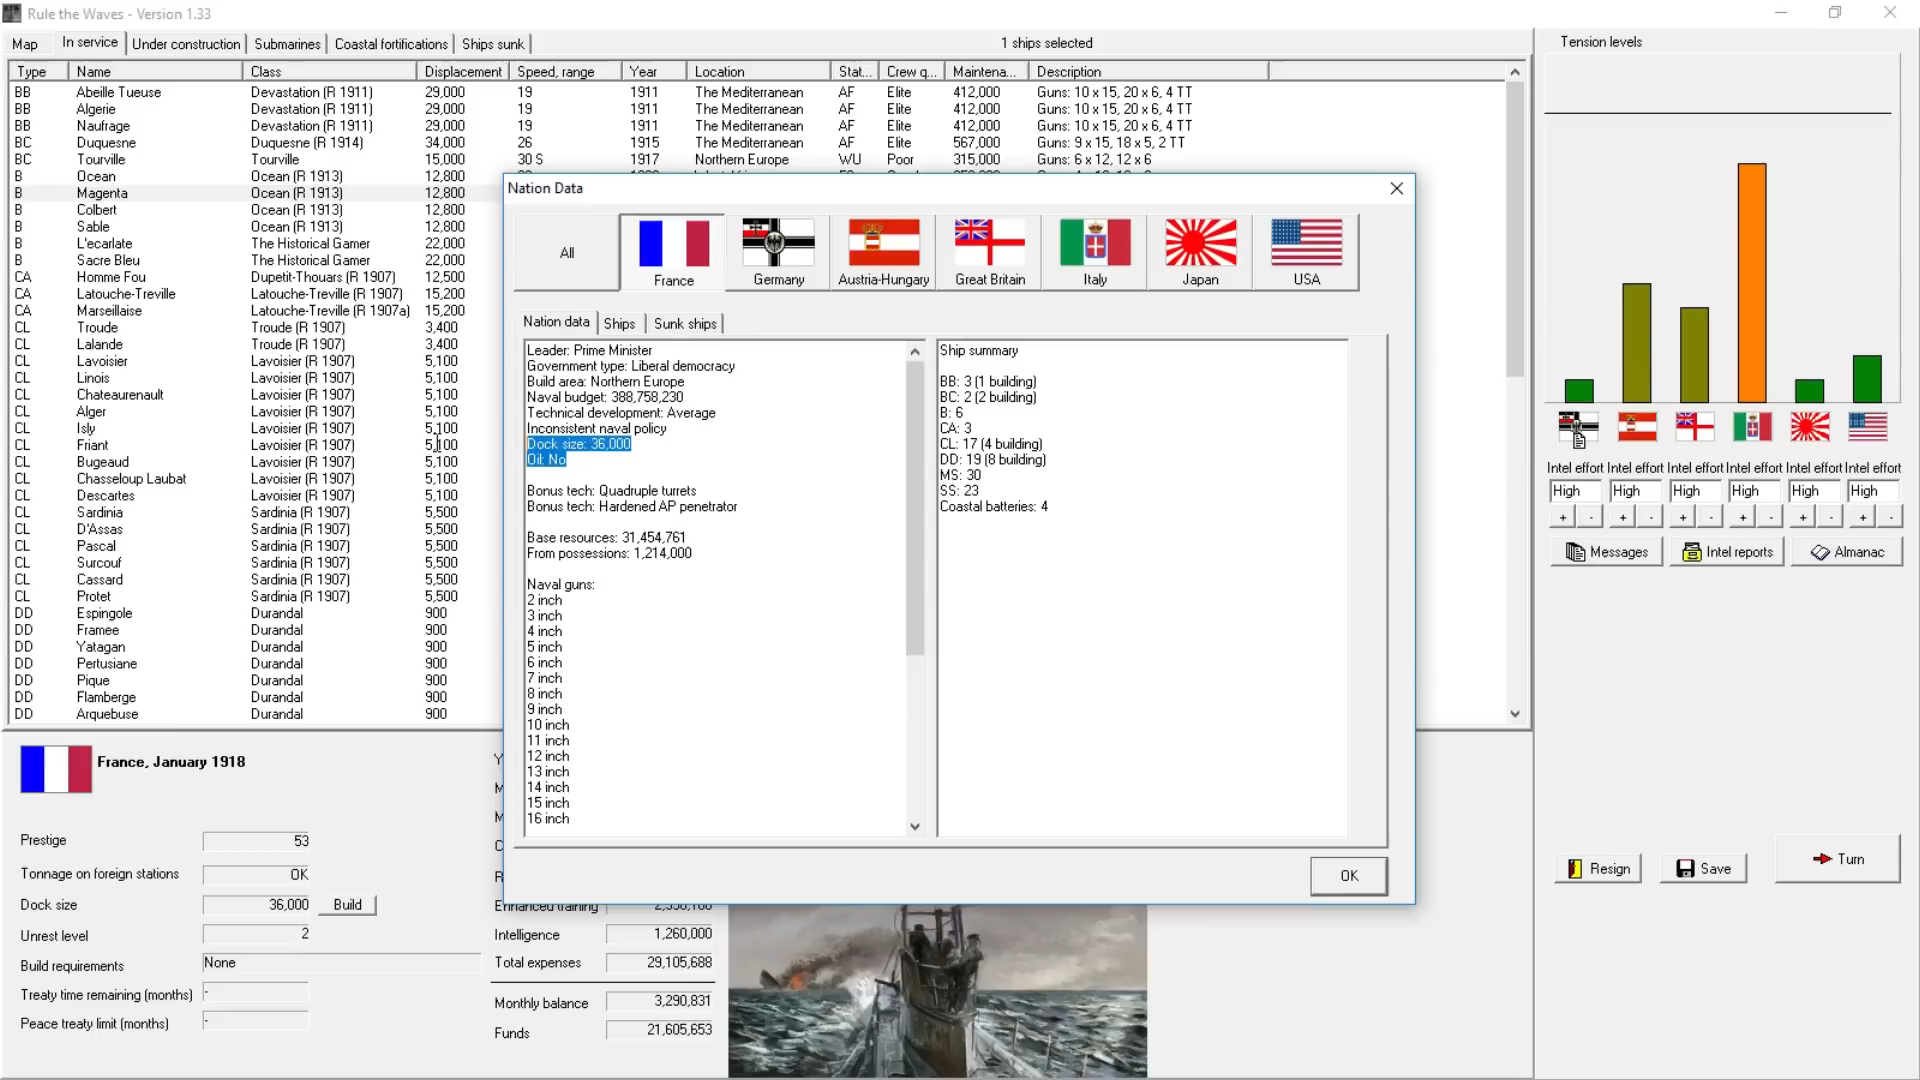 Rule the Waves - Version 1.33
Map In service Under construction Submarines Coastal fortifications Ships sunk 1 ships selected
Type Name Class Displacement Speed, range Year Location Stat... Crew q... Maintena... Description
BB Abeille Tueuse Devastation (R 1911) 29,000 19 1911 The Mediterranean AF Elite 412,000 Guns: 10 x 15, 20 x 6, 4 TT
BB Algerie Devastation (R 1911) 29,000 19 1911 The Mediterranean AF Elite 412,000 Guns: 10 x 15, 20 x 6, 4 TT
BB Naufrage Devastation (R 1911) 29,000 19 1911 The Mediterranean AF Elite 412,000 Guns: 10 x 15, 20 x 6, 4 TT
BC Duquesne Duquesne (R 1914) 34,000 26 1915 The Mediterranean AF Elite 567,000 Guns: 9 x 15, 18 x 5, 2 TT
BC Tourville Tourville 15,000 30 S 1917 Northern Europe WU Poor 315,000 Guns: 6 x 12, 12 x 6
B Ocean Ocean (R 1913) 12,800
B Magenta Ocean (R 1913) 12,800
B Colbert Ocean (R 1913) 12,800
B Sable Ocean (R 1913) 12,800
B L'ecarlate The Historical Gamer 22,000
B Sacre Bleu The Historical Gamer 22,000
CA Homme Fou Dupetit-Thouars (R 1907) 12,500
CA Latouche-Treville Latouche-Treville (R 1907) 15,200
CA Marseillaise Latouche-Treville (R 1907a) 15,200
CL Troude Troude (R 1907) 3,400
CL Lalande Troude (R 1907) 3,400
CL Lavoisier Lavoisier (R 1907) 5,100
CL Linois Lavoisier (R 1907) 5,100
CL Chateaurenault Lavoisier (R 1907) 5,100
CL Alger Lavoisier (R 1907) 5,100
CL Isly Lavoisier (R 1907) 5,100
CL Friant Lavoisier (R 1907) 5,100
CL Bugeaud Lavoisier (R 1907) 5,100
CL Chasseloup Laubat Lavoisier (R 1907) 5,100
CL Descartes Lavoisier (R 1907) 5,100
CL Sardinia Sardinia (R 1907) 5,500
CL D'Assas Sardinia (R 1907) 5,500
CL Pascal Sardinia (R 1907) 5,500
CL Surcouf Sardinia (R 1907) 5,500
CL Cassard Sardinia (R 1907) 5,500
CL Protet Sardinia (R 1907) 5,500
DD Espingole Durandal 900
DD Framee Durandal 900
DD Yatagan Durandal 900
DD Pertusiane Durandal 900
DD Pique Durandal 900
DD Flamberge Durandal 900
DD Arquebuse Durandal 900
Nation Data
All France Germany Austria-Hungary Great Britain Italy Japan USA
Nation data Ships Sunk ships
Leader: Prime Minister
Government type: Liberal democracy
Build area: Northern Europe
Naval budget: 388,758,230
Technical development: Average
Inconsistent naval policy
Dock size: 36,000
Oil: No
Bonus tech: Quadruple turrets
Bonus tech: Hardened AP penetrator
Base resources: 31,454,761
From possessions: 1,214,000
Naval guns:
2 inch
3 inch
4 inch
5 inch
6 inch
7 inch
8 inch
9 inch
10 inch
11 inch
12 inch
13 inch
14 inch
15 inch
16 inch
Ship summary
BB: 3 (1 building)
BC: 2 (2 building)
B: 6
CA: 3
CL: 17 (4 building)
DD: 19 (8 building)
MS: 30
SS: 23
Coastal batteries: 4
OK
Tension levels
Intel effort Intel effort Intel effort Intel effort Intel effort Intel effort
High High High High High High
+ - + - + - + - + - + -
Messages Intel reports Almanac
Resign Save Turn
France, January 1918
Prestige 53
Tonnage on foreign stations OK
Dock size 36,000 Build
Unrest level 2
Build requirements None
Treaty time remaining (months) -
Peace treaty limit (months) -
Enhanced training
Intelligence 1,260,000
Total expenses 29,105,688
Monthly balance 3,290,831
Funds 21,605,653